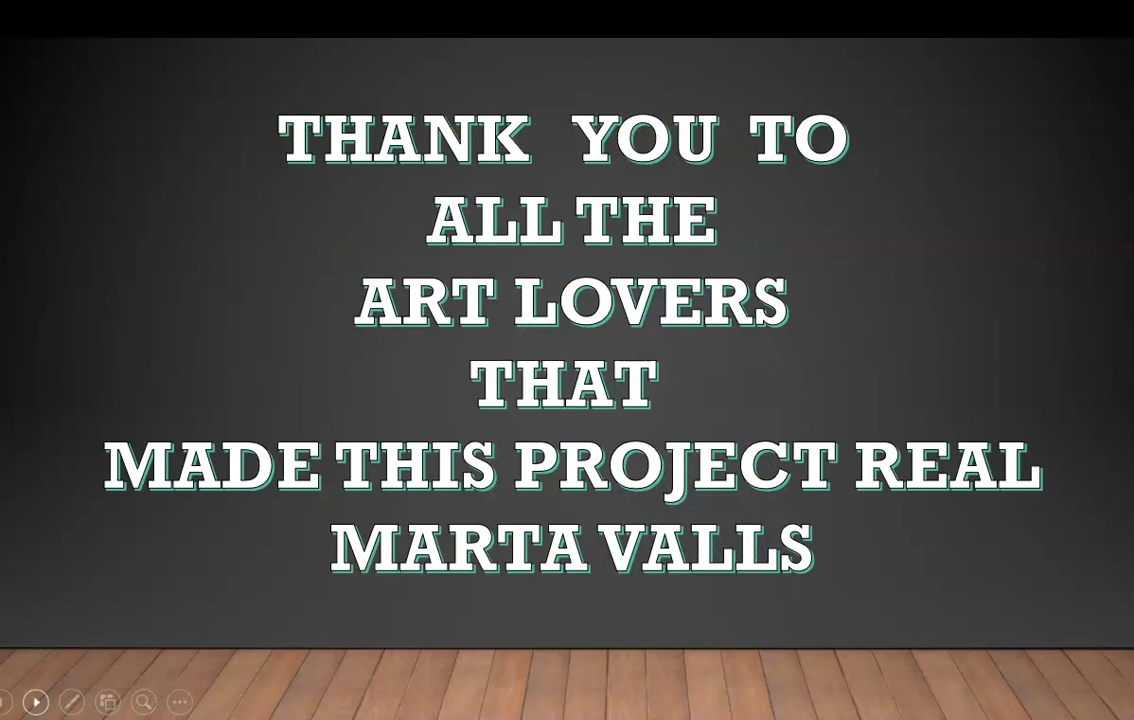 THANK YOU TO
ALL THE
ART LOVERS
THAT
MADE THIS PROJECT REAL
MARTA VALLS